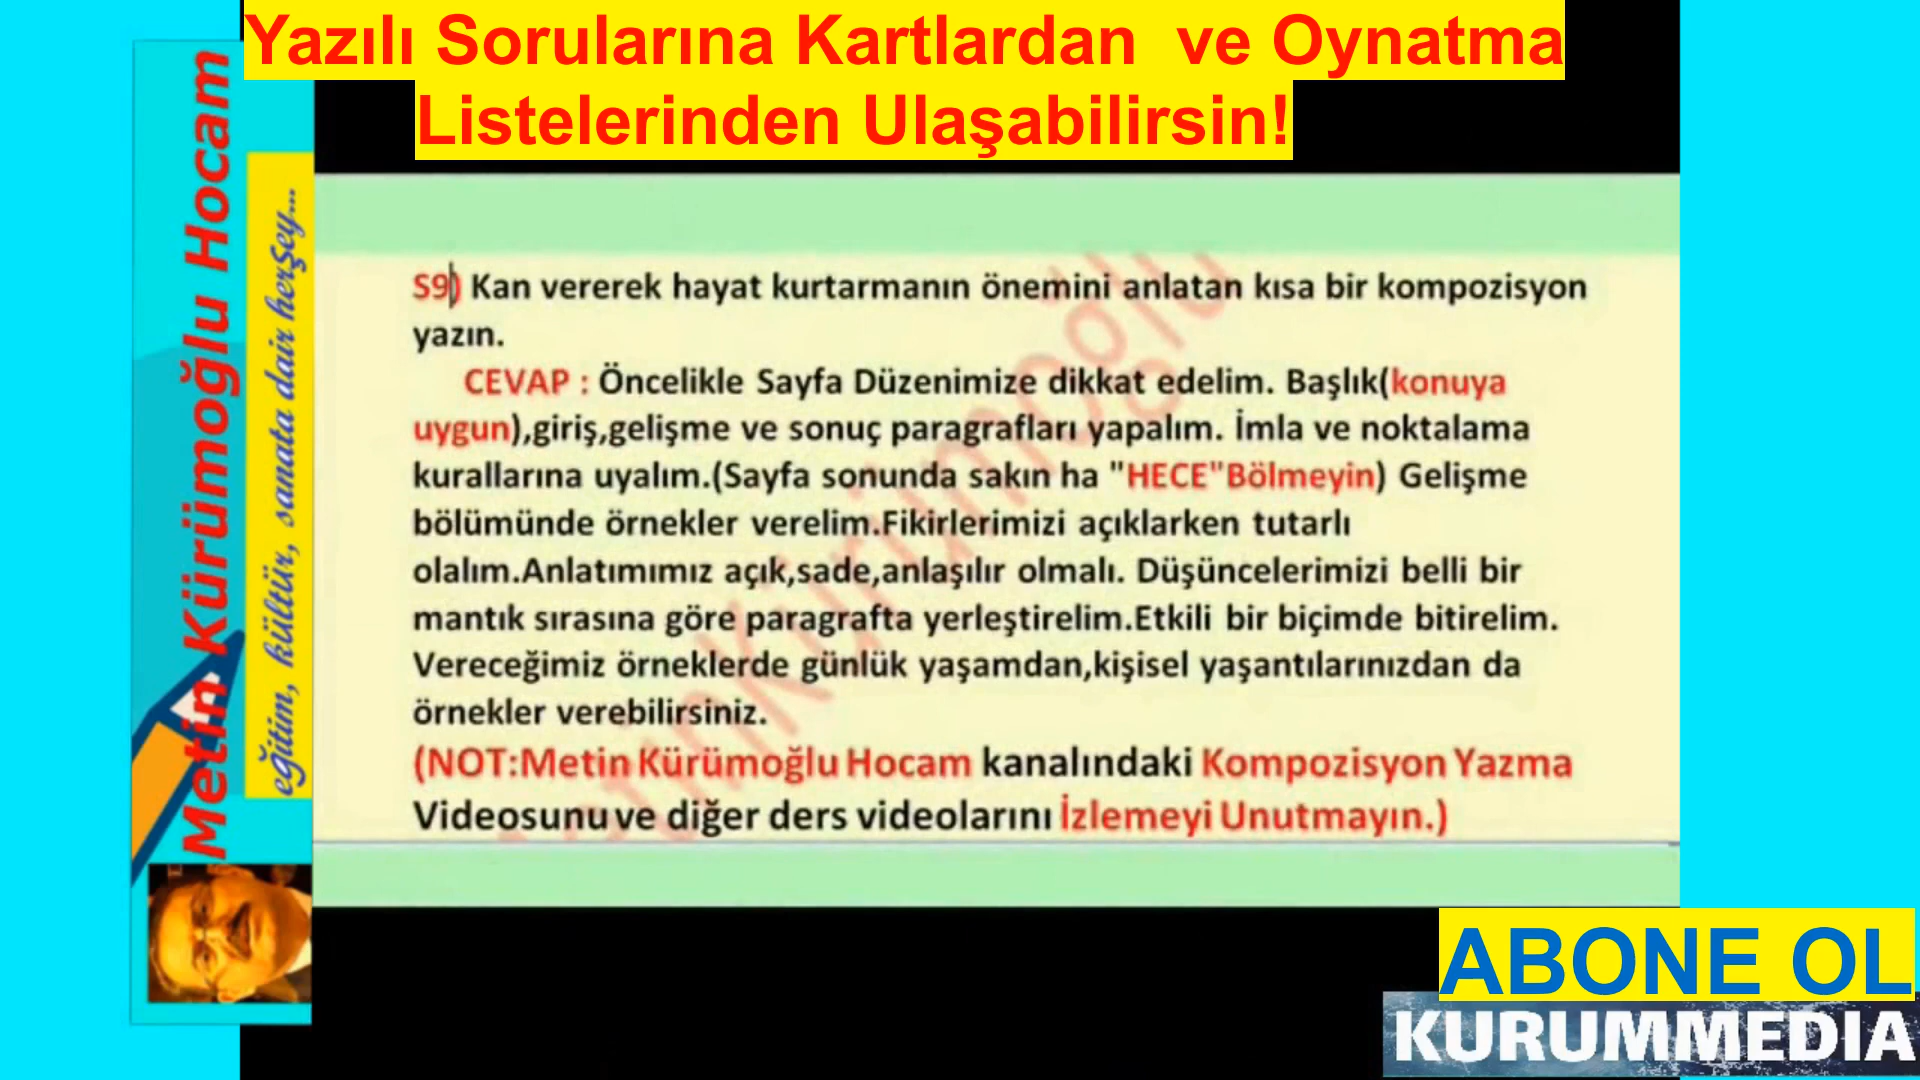 Yazılı Sorularına Kartlardan ve Oynatma
Listelerinden Ulaşabilirsin!
Metin Kürümoğlu Hocam
eğitim, kültür, sanata dair herşey...
S9) Kan vererek hayat kurtarmanın önemini anlatan kısa bir kompozisyon
yazın.
CEVAP : Öncelikle Sayfa Düzenimize dikkat edelim. Başlık(konuya
uygun),giriş,gelişme ve sonuç paragrafları yapalım. İmla ve noktalama
kurallarına uyalım.(Sayfa sonunda sakın ha "HECE"Bölmeyin) Gelişme
bölümünde örnekler verelim.Fikirlerimizi açıklarken tutarlı
olalım.Anlatımımız açık,sade,anlaşılır olmalı. Düşüncelerimizi belli bir
mantık sırasına göre paragrafta yerleştirelim.Etkili bir biçimde bitirelim.
Vereceğimiz örneklerde günlük yaşamdan,kişisel yaşantılarınızdan da
örnekler verebilirsiniz.
(NOT:Metin Kürümoğlu Hocam kanalındaki Kompozisyon Yazma
Videosunu ve diğer ders videolarını İzlemeyi Unutmayın.)
ABONE OL
KURUMMEDIA